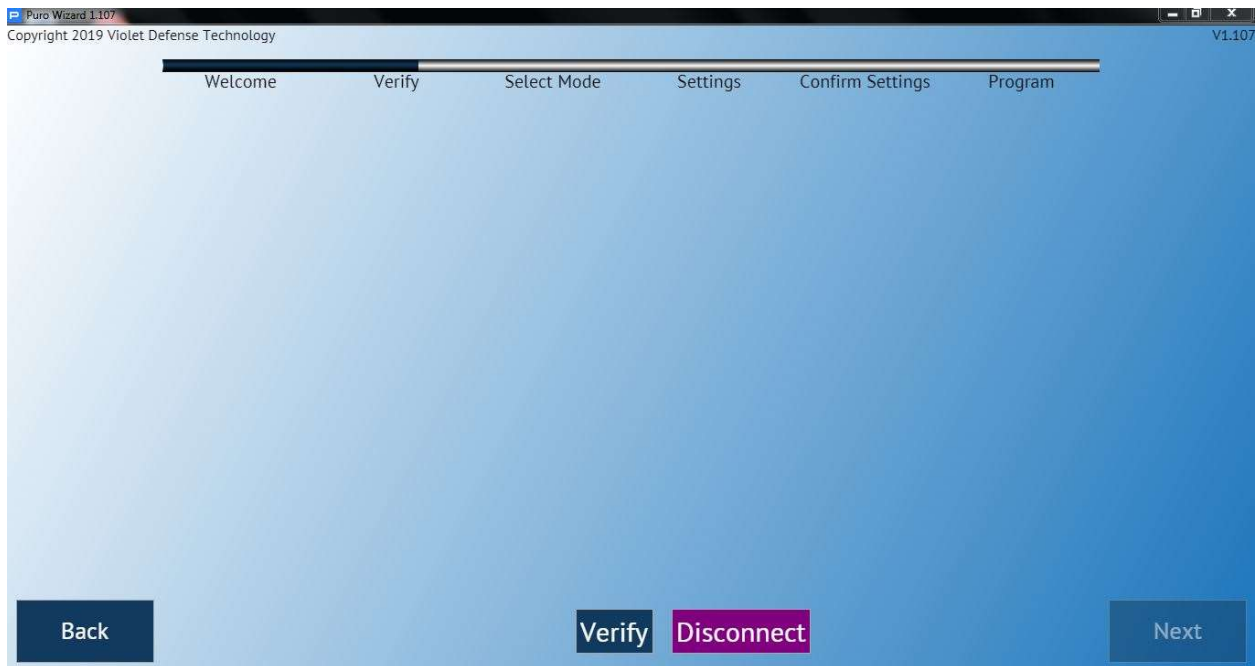 Puro Wizard 1.107
Copyright 2019 Violet Defense Technology V1.107
Welcome Verify Select Mode Settings Confirm Settings Program
Back Verify Disconnect Next